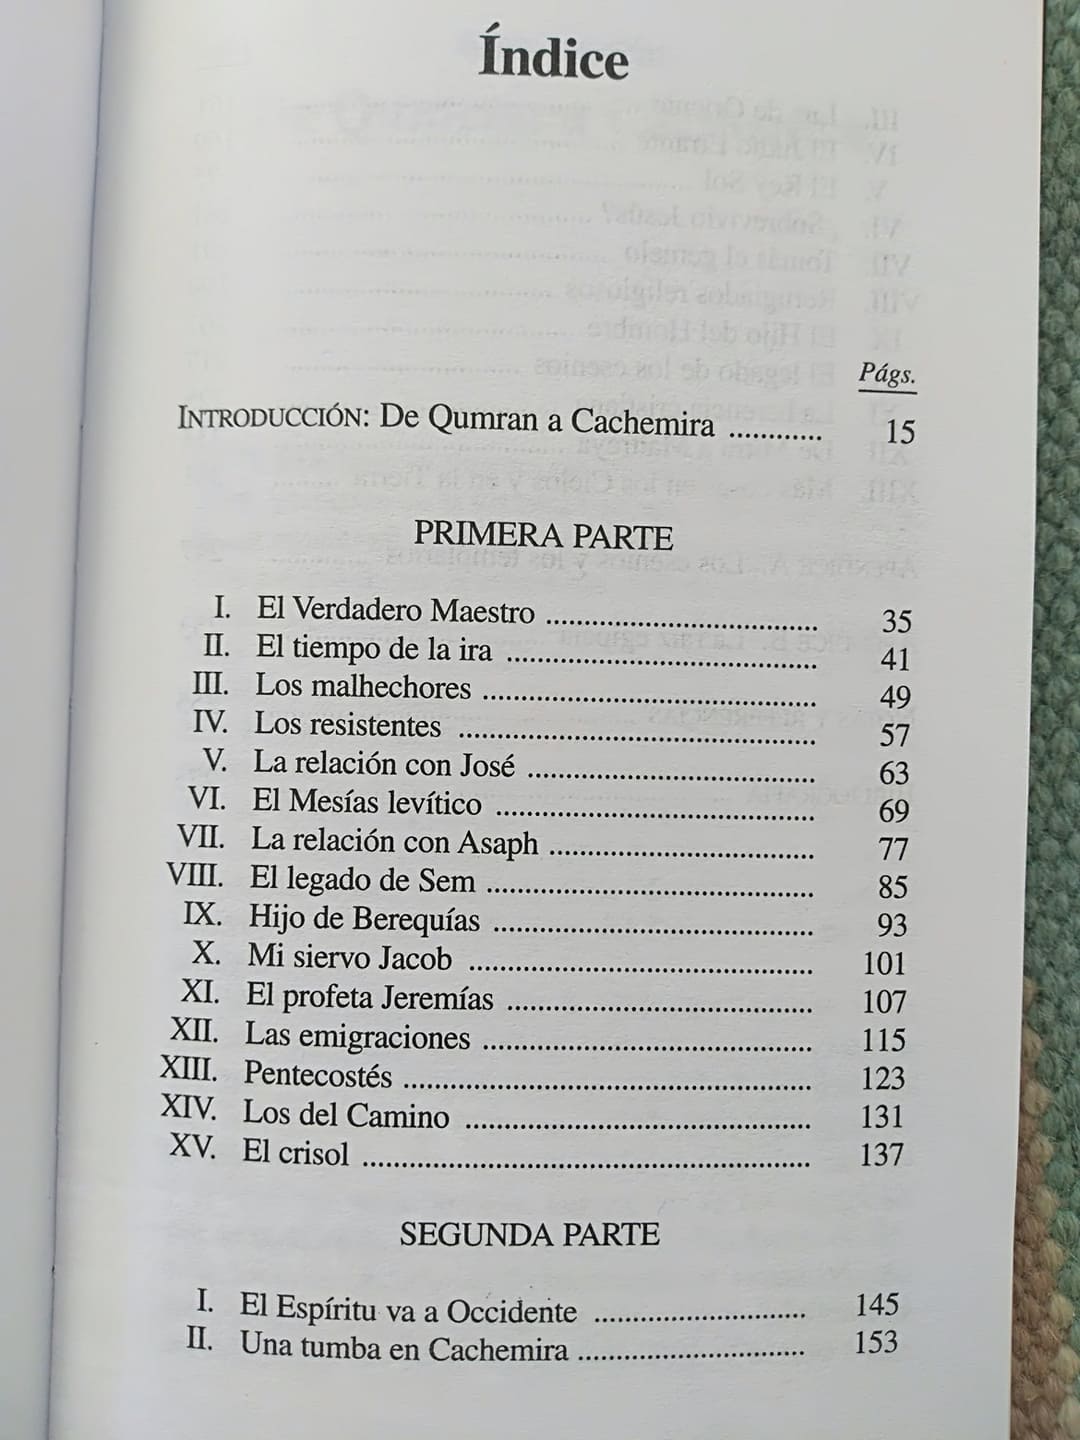 Índice
Págs.
INTRODUCCIÓN: De Qumran a Cachemira ............ 15
PRIMERA PARTE
I. El Verdadero Maestro ........................................ 35
II. El tiempo de la ira ............................................. 41
III. Los malhechores ................................................ 49
IV. Los resistentes .................................................... 57
V. La relación con José .......................................... 63
VI. El Mesías levítico .............................................. 69
VII. La relación con Asaph ....................................... 77
VIII. El legado de Sem ............................................... 85
IX. Hijo de Berequías .............................................. 93
X. Mi siervo Jacob .................................................. 101
XI. El profeta Jeremías ............................................ 107
XII. Las emigraciones ............................................... 115
XIII. Pentecostés ......................................................... 123
XIV. Los del Camino .................................................. 131
XV. El crisol ............................................................... 137
SEGUNDA PARTE
I. El Espíritu va a Occidente ............................... 145
II. Una tumba en Cachemira ................................. 153